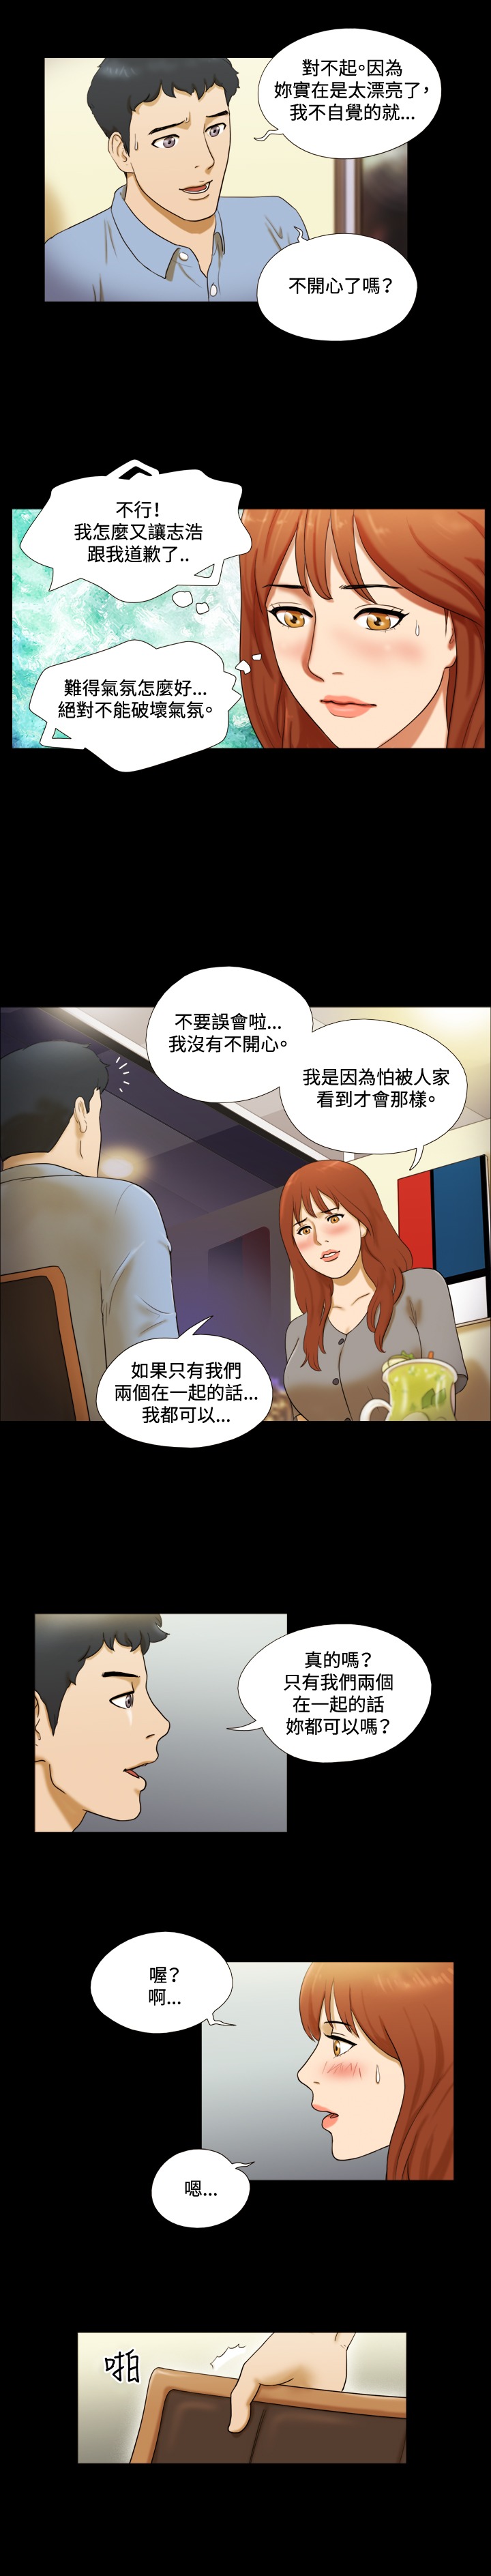 對不起。因為
妳實在是太漂亮了，
我不自覺的就...
不開心了嗎？
不行！
我怎麼又讓志浩
跟我道歉了..
難得氣氛怎麼好...
絕對不能破壞氣氛。
不要誤會啦...
我沒有不開心。
我是因為怕被人家
看到才會那樣。
如果只有我們
兩個在一起的話...
我都可以...
真的嗎？
只有我們兩個
在一起的話
妳都可以嗎？
喔？
啊...
嗯...
啪